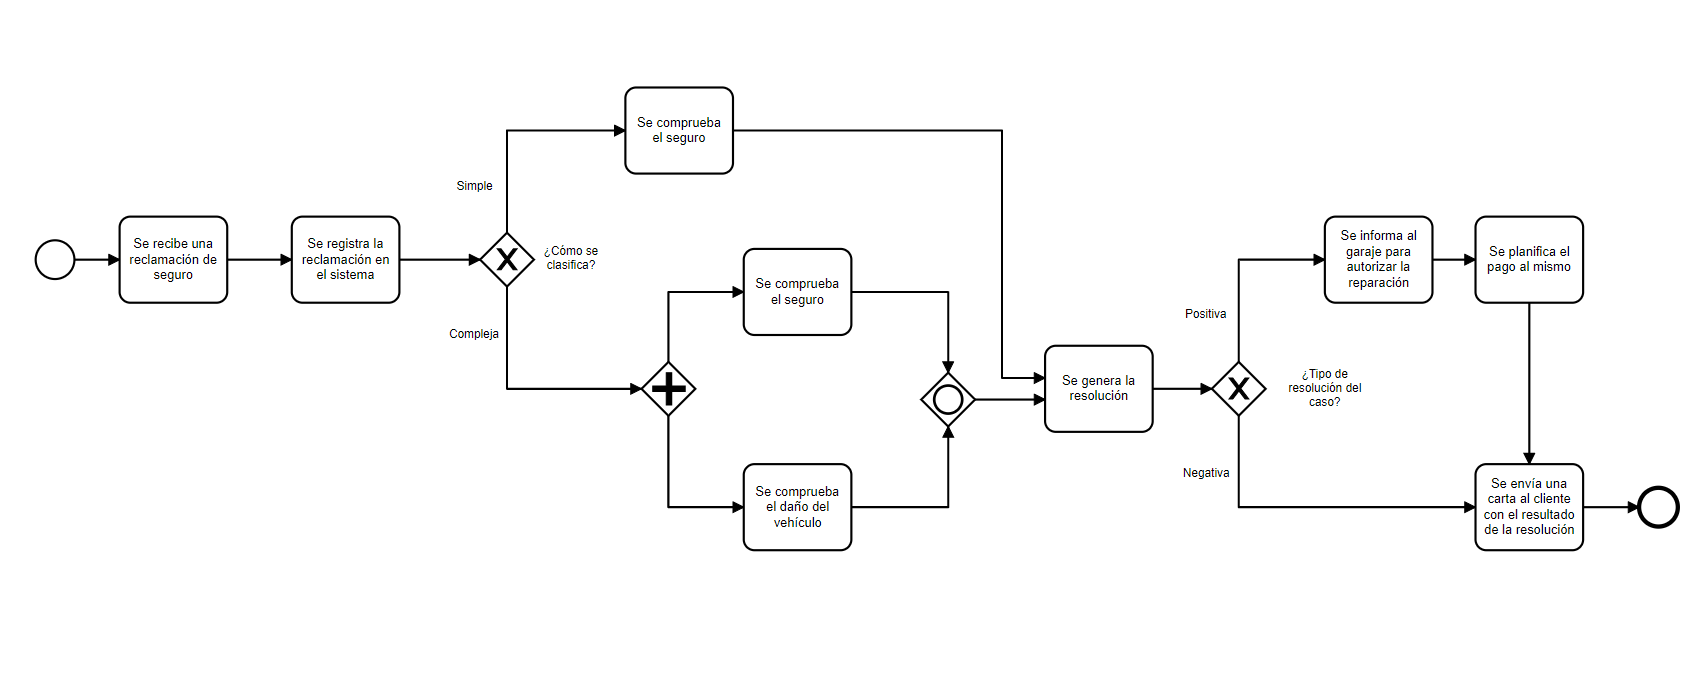 Se comprueba
el seguro
Simple
Se recibe una
reclamación de
seguro
Se registra la
reclamación en
el sistema
X
¿Cómo se
clasifica?
Compleja
Se comprueba
el seguro
Se comprueba
el daño del
vehículo
Se genera la
resolución
X
¿Tipo de
resolución del
caso?
Positiva
Negativa
Se informa al
garaje para
autorizar la
reparación
Se planifica el
pago al mismo
Se envía una
carta al cliente
con el resultado
de la resolución